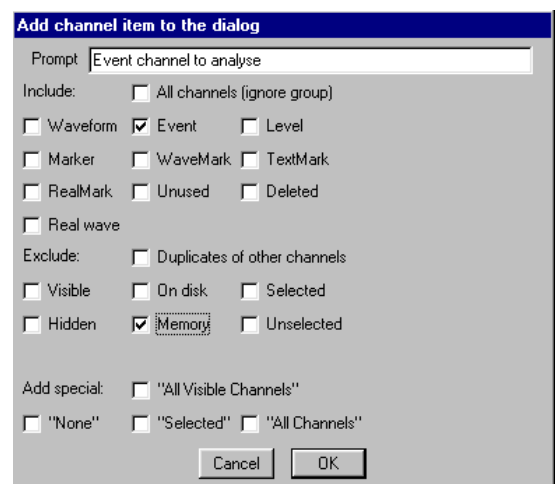 Add channel item to the dialog
Prompt Event channel to analyse
Include: All channels (ignore group)
Waveform Event Level
Marker WaveMark TextMark
RealMark Unused Deleted
Real wave
Exclude: Duplicates of other channels
Visible On disk Selected
Hidden Memory Unselected
Add special: "All Visible Channels"
"None" "Selected" "All Channels"
Cancel OK